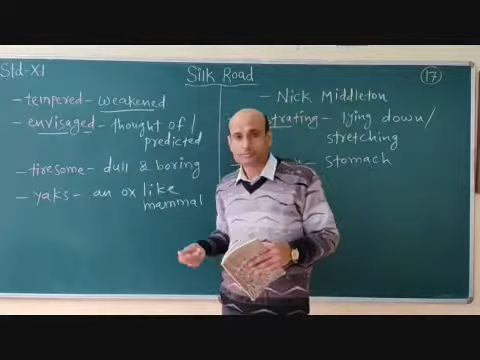 Std-XI
Silk Road
17
- tempered - weakened
- envisaged - thought of /
predicted
- tiresome - dull & boring
- yaks - an ox like
mammal
- Nick Middleton
trating - lying down/
stretching
- stomach